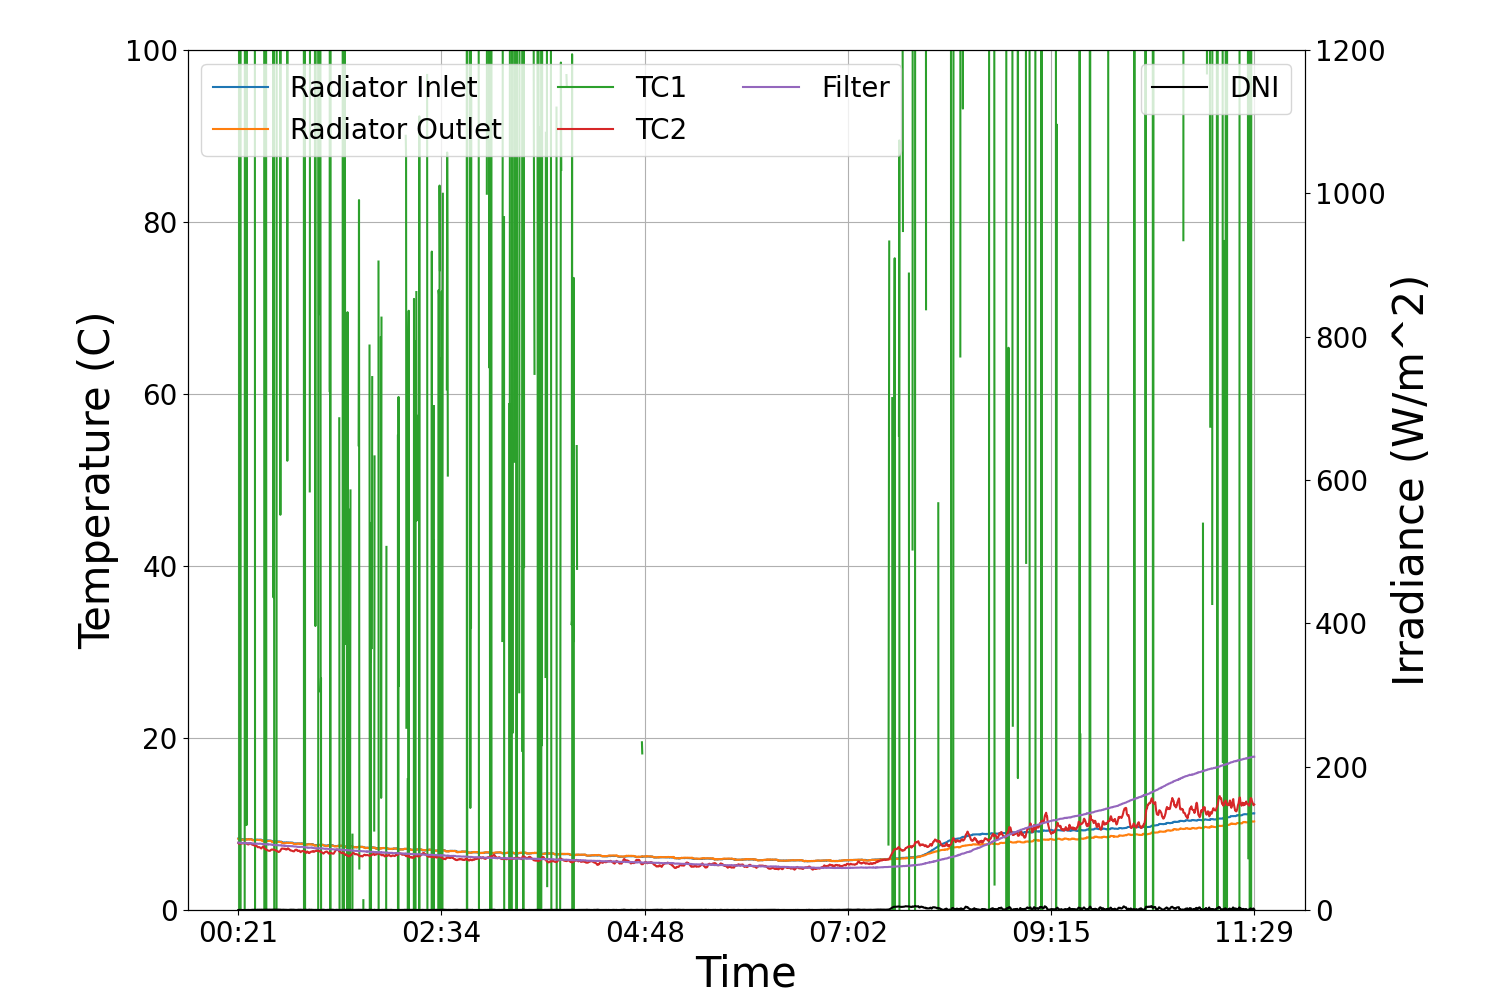 100
80
60
40
20
0
Temperature (C)
Radiator Inlet
Radiator Outlet
TC1
TC2
Filter
DNI
1200
1000
800
600
400
200
0
Irradiance (W/m^2)
00:21 02:34 04:48 07:02 09:15 11:29
Time